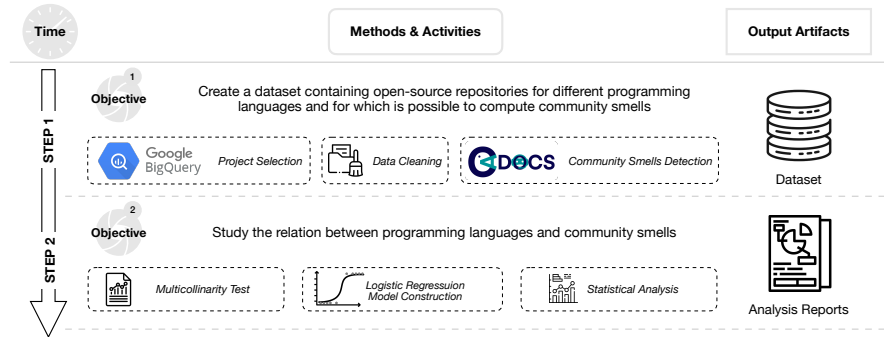 Time
Methods & Activities
Output Artifacts
STEP 1
1
Objective
Create a dataset containing open-source repositories for different programming
languages and for which is possible to compute community smells
Google
BigQuery
Project Selection
Data Cleaning
CADOCS
Community Smells Detection
Dataset
STEP 2
2
Objective
Study the relation between programming languages and community smells
Multicollinarity Test
Logistic Regressuion
Model Construction
Statistical Analysis
Analysis Reports